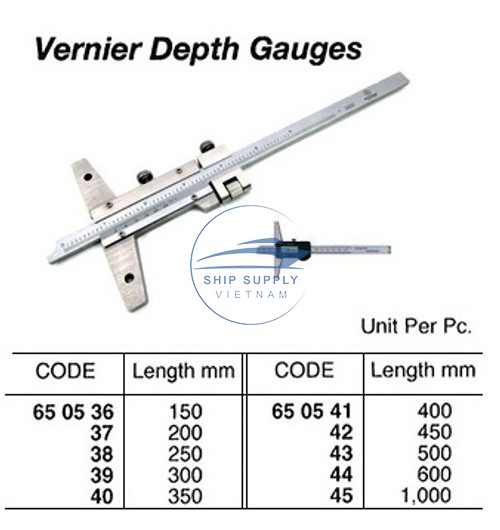 Vernier Depth Gauges
SHIP SUPPLY
VIETNAM
Unit Per Pc.
CODE Length mm CODE Length mm
65 05 36 150 65 05 41 400
37 200 42 450
38 250 43 500
39 300 44 600
40 350 45 1,000